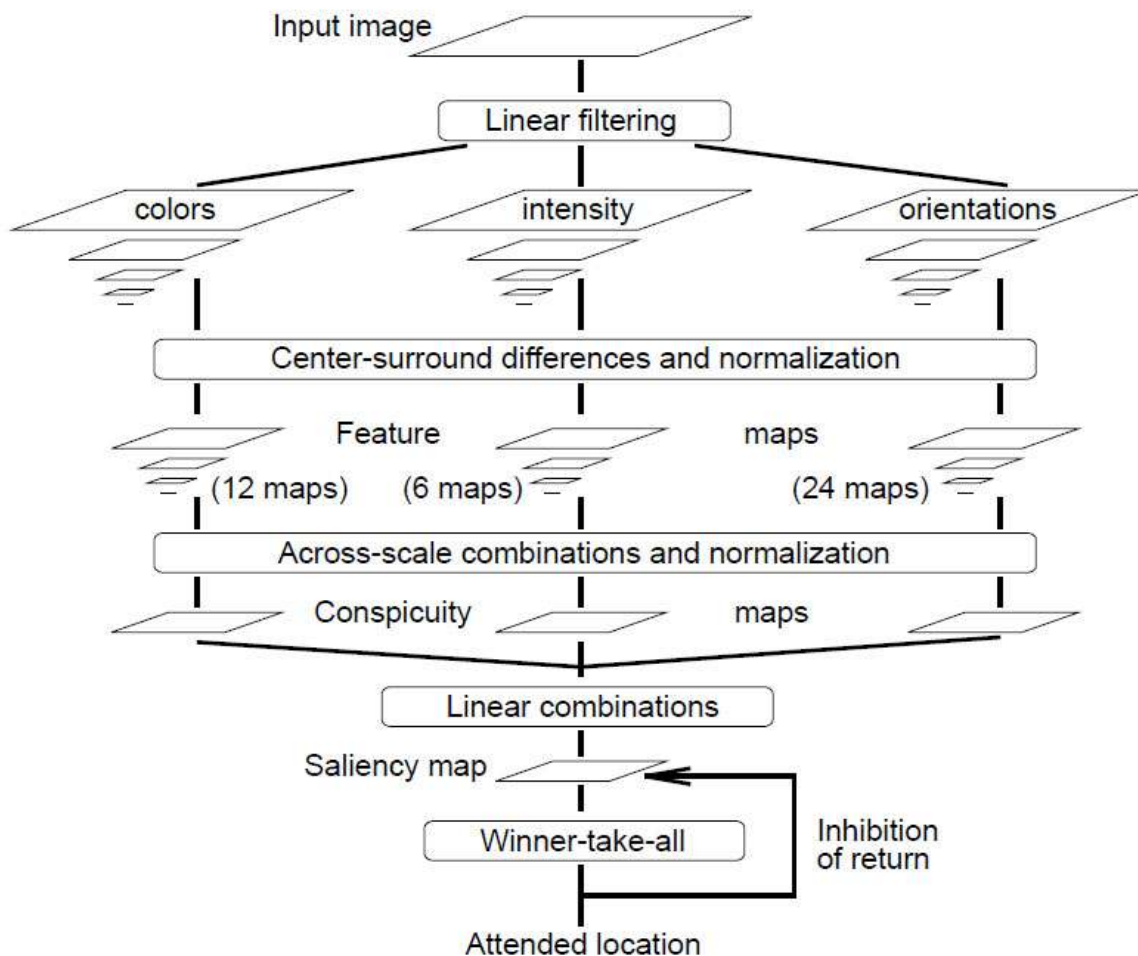 Input image
Linear filtering
colors
intensity
orientations
Center-surround differences and normalization
Feature maps
(12 maps) (6 maps) (24 maps)
Across-scale combinations and normalization
Conspicuity maps
Linear combinations
Saliency map
Winner-take-all
Inhibition
of return
Attended location